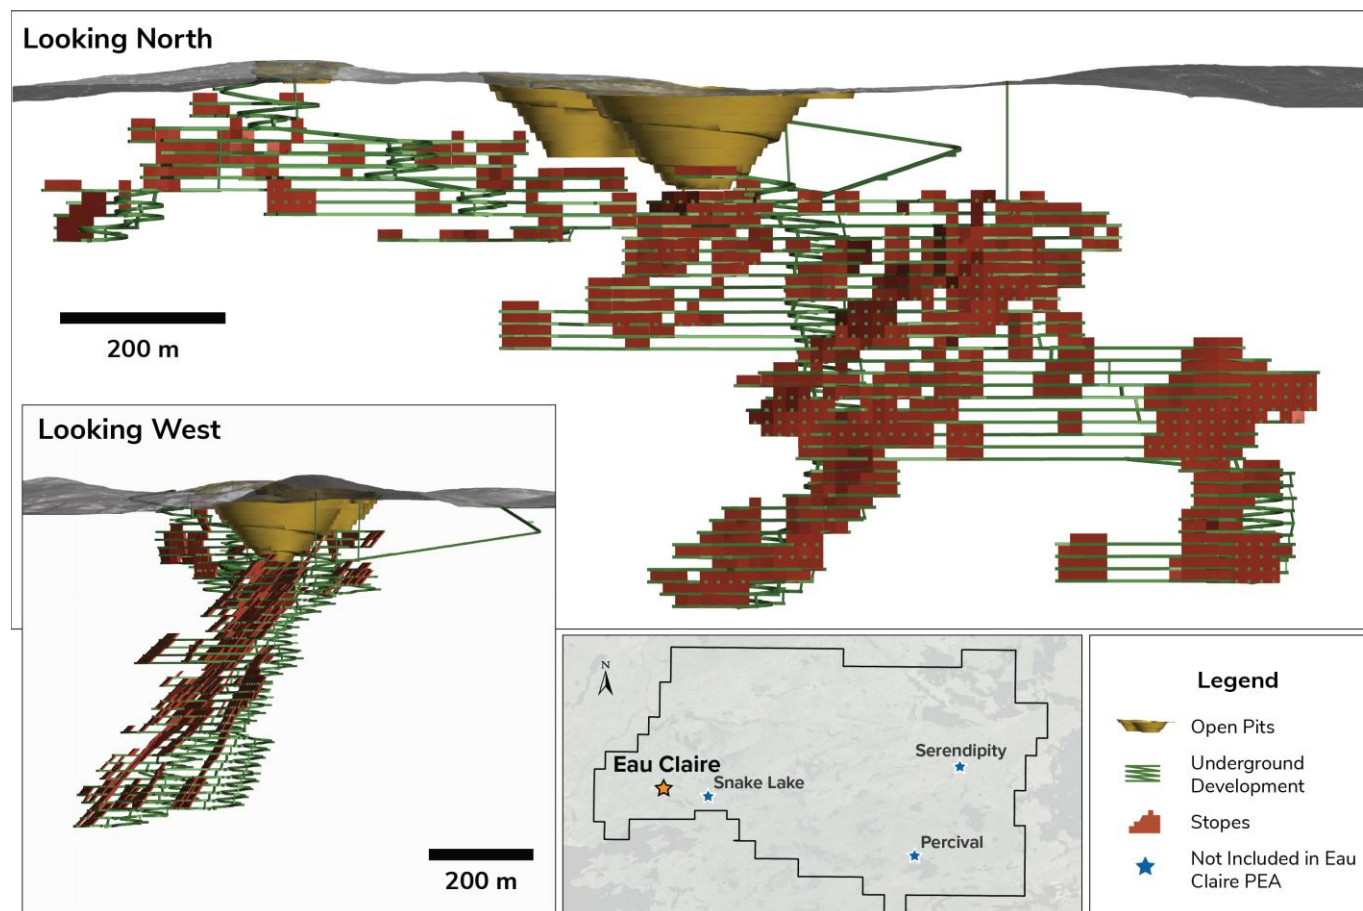 Looking North
200 m
Looking West
200 m
N
Eau Claire
Snake Lake
Serendipity
Percival
Legend
Open Pits
Underground
Development
Stopes
Not Included in Eau
Claire PEA